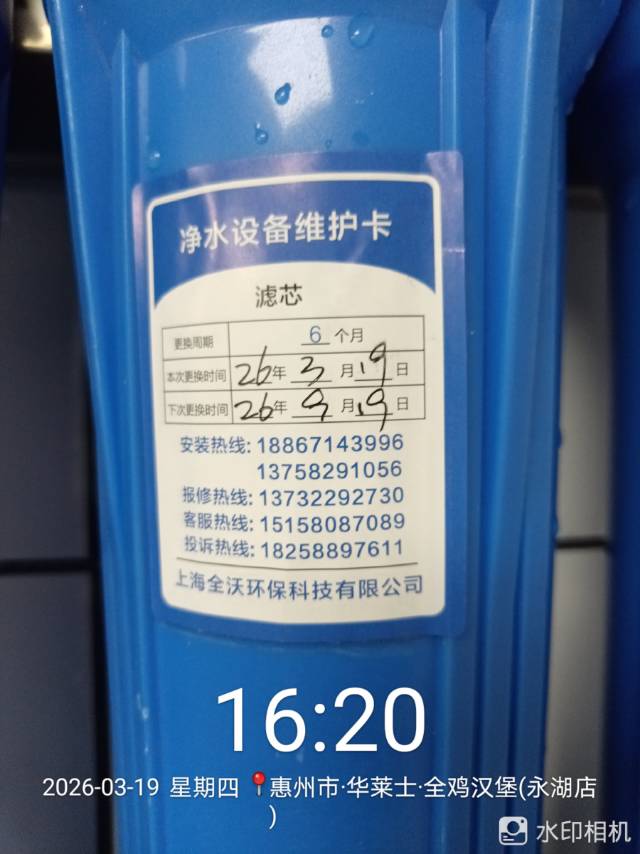 净水设备维护卡
滤芯
更换周期 6 个月
本次更换时间 26年 3 月 19 日
下次更换时间 26年 9 月 19 日
安装热线: 18867143996
13758291056
报修热线: 13732292730
客服热线: 15158087089
投诉热线: 18258897611
上海全沃环保科技有限公司
16:20
2026-03-19 星期四 📍惠州市·华莱士·全鸡汉堡(永湖店
)
水印相机